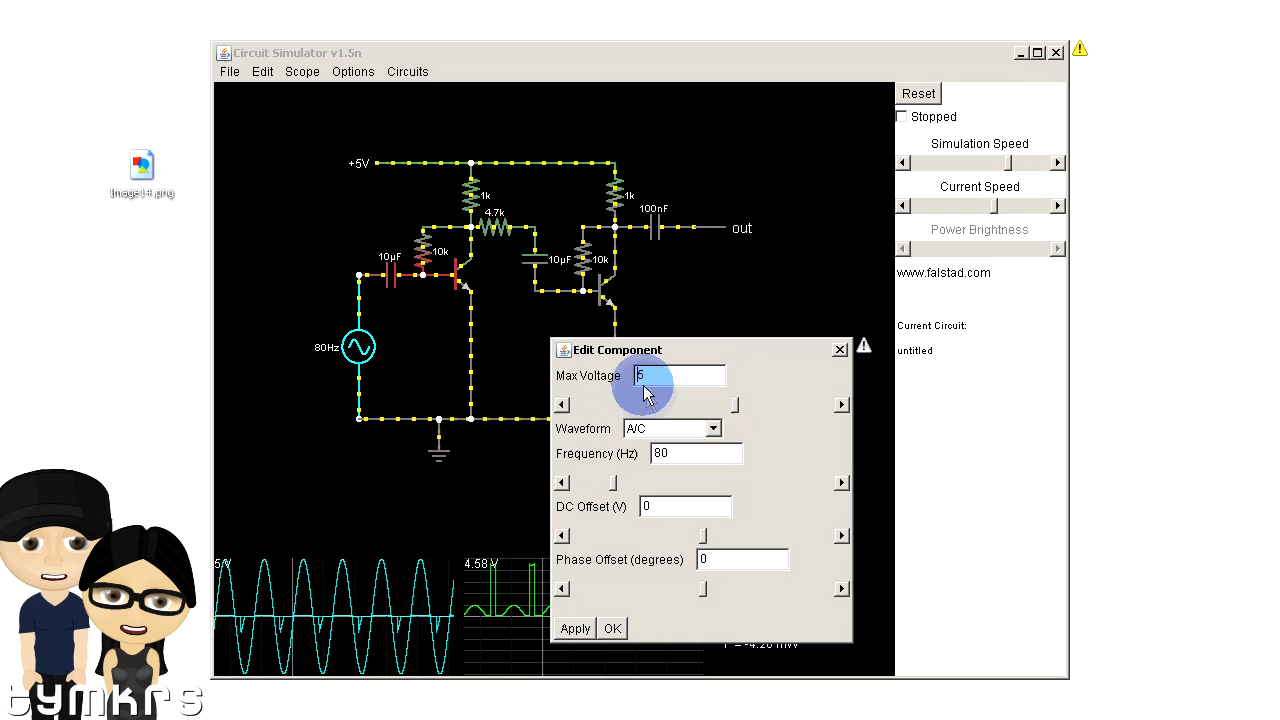 Circuit Simulator v1.5n
File Edit Scope Options Circuits
Reset
Stopped
Simulation Speed
Current Speed
Power Brightness
www.falstad.com
Current Circuit:
untitled
Image14.png
+5V
1k
1k
4.7k
100nF
out
10µF
10k
10µF
10k
80Hz
Edit Component
Max Voltage 5
Waveform A/C
Frequency (Hz) 80
DC Offset (V) 0
Phase Offset (degrees) 0
Apply OK
5V
4.58 V
tymkrs